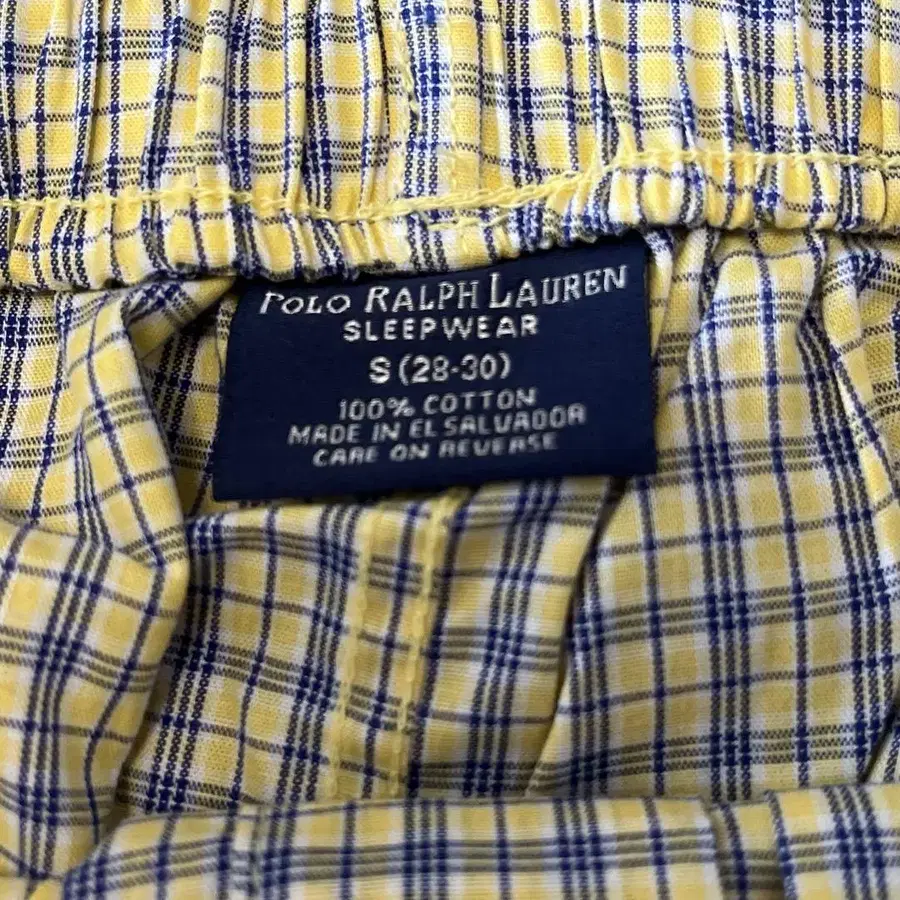 POLO RALPH LAUREN
SLEEPWEAR
S (28-30)
100% COTTON
MADE IN EL SALVADOR
CARE ON REVERSE